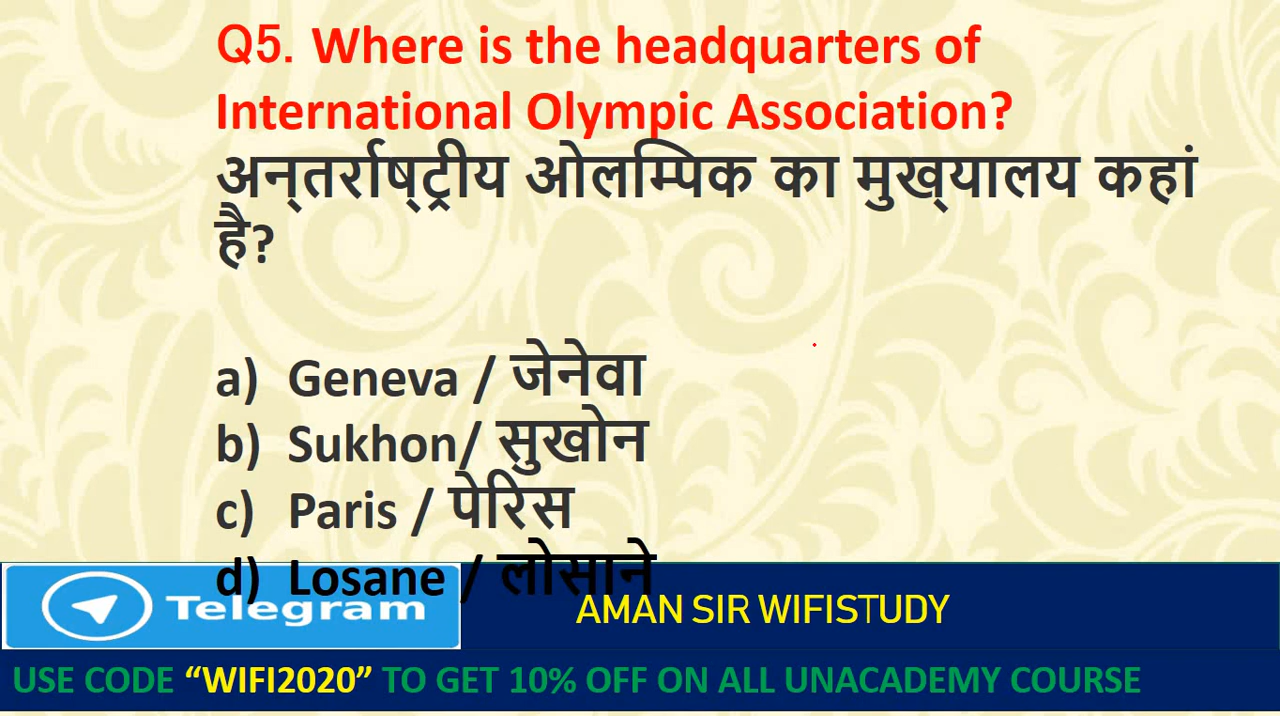 Q5. Where is the headquarters of
International Olympic Association?
अन्तर्राष्ट्रीय ओलम्पिक का मुख्यालय कहां
है?
a) Geneva / जेनेवा
b) Sukhon/ सुखोन
c) Paris / पेरिस
d) Losane / लोसाने
Telegram
AMAN SIR WIFISTUDY
USE CODE “WIFI2020” TO GET 10% OFF ON ALL UNACADEMY COURSE